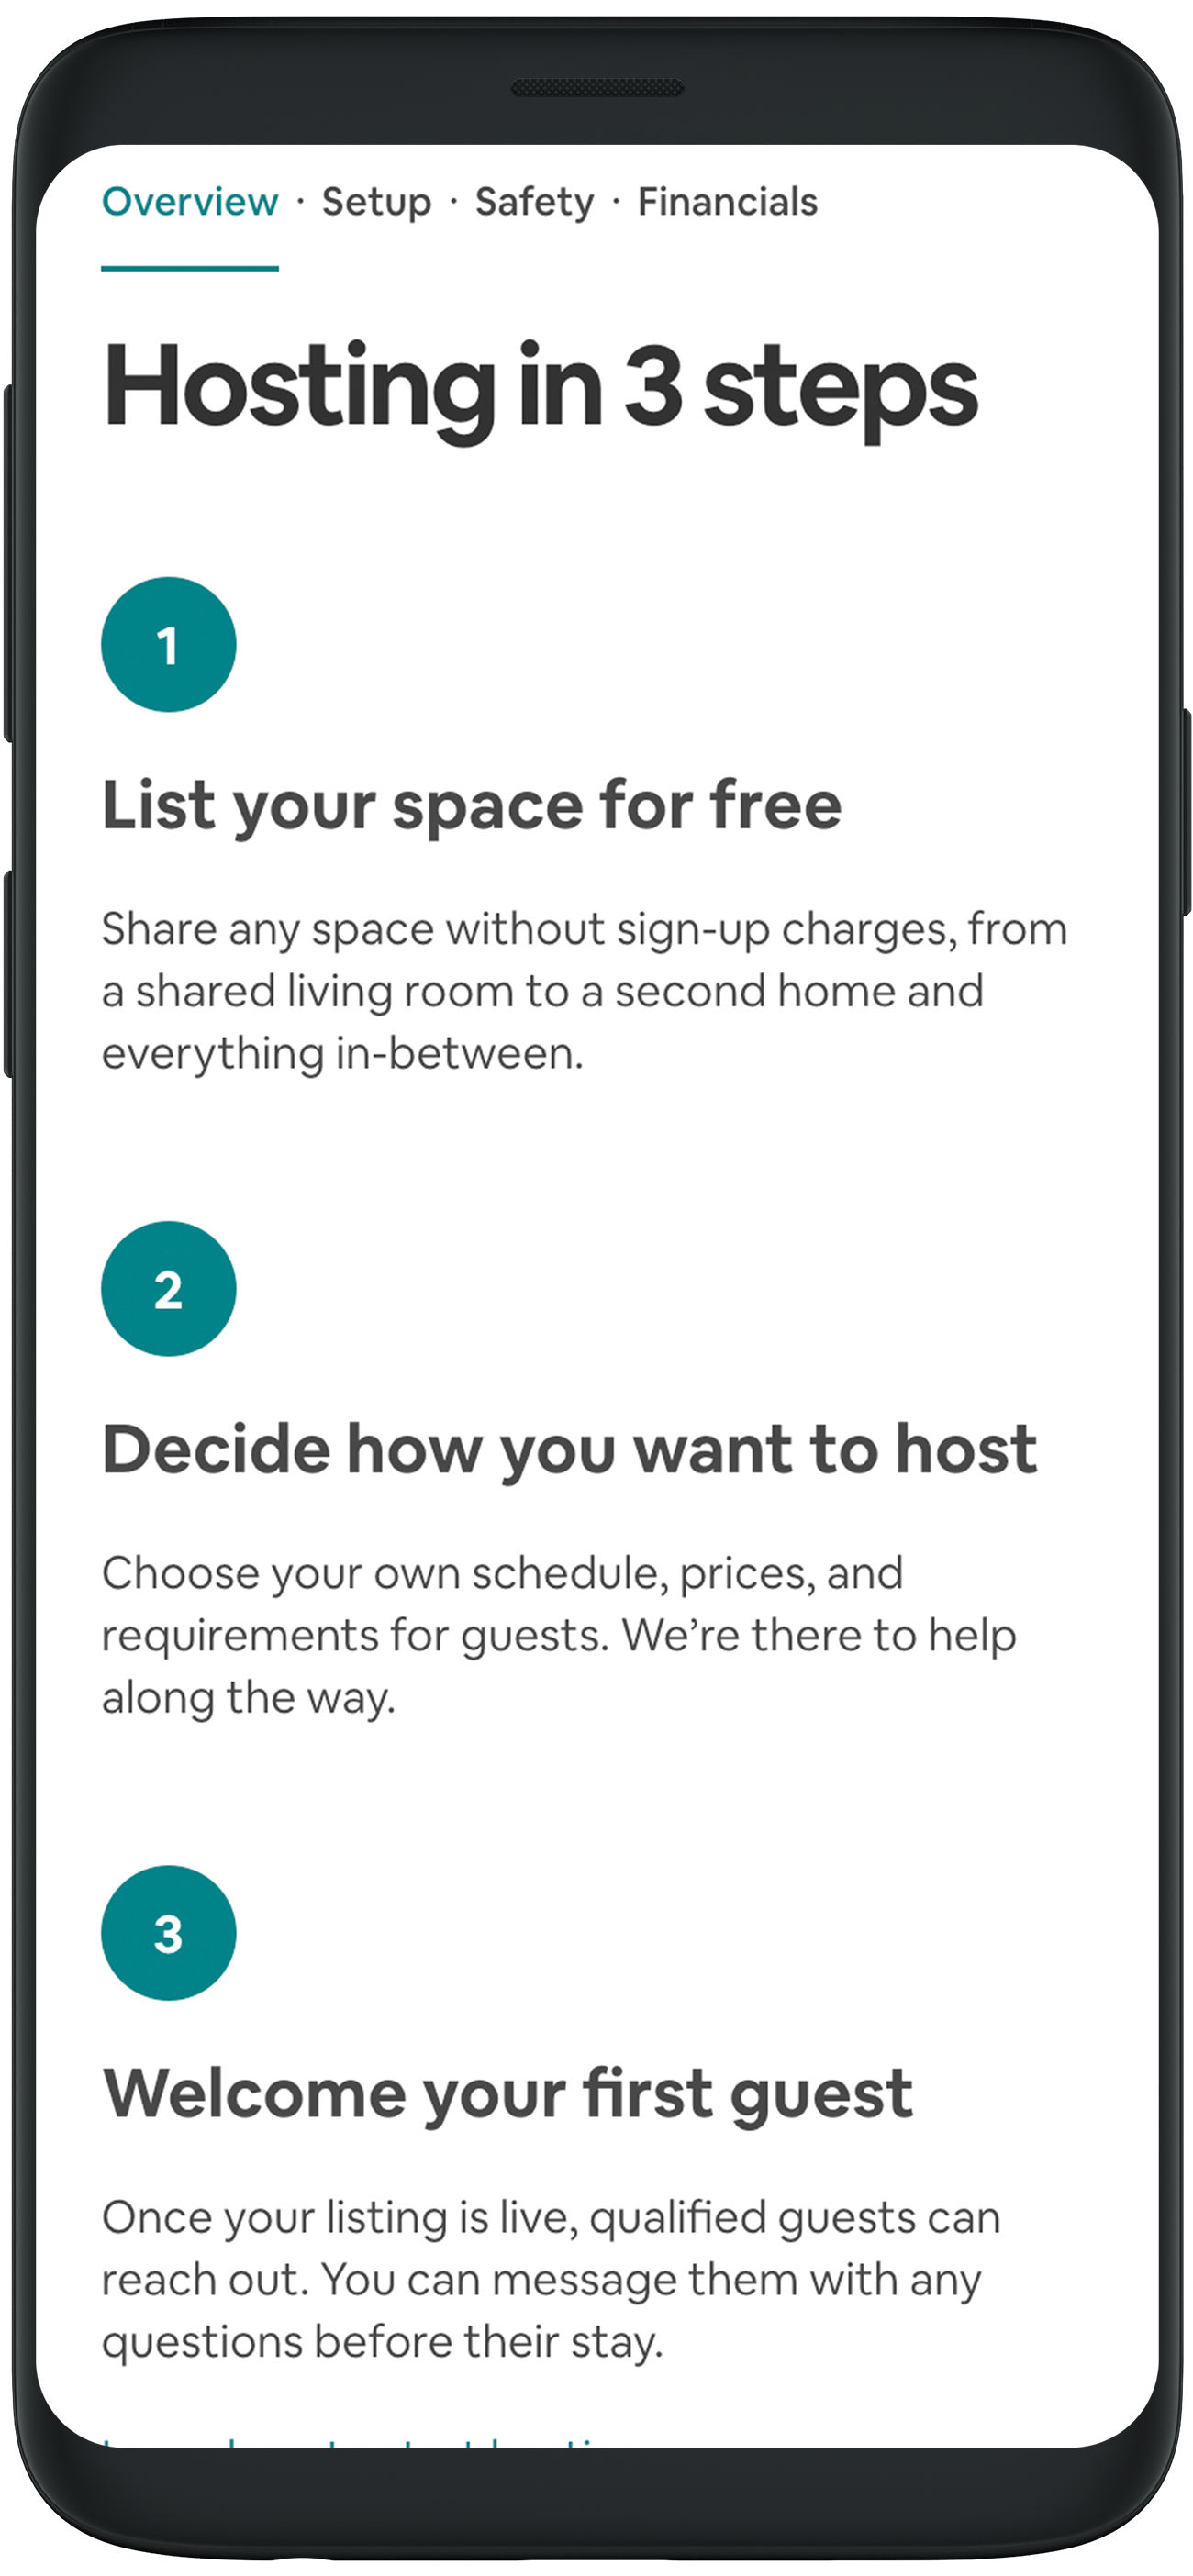 Overview · Setup · Safety · Financials
Hosting in 3 steps
1
List your space for free
Share any space without sign-up charges, from
a shared living room to a second home and
everything in-between.
2
Decide how you want to host
Choose your own schedule, prices, and
requirements for guests. We’re there to help
along the way.
3
Welcome your first guest
Once your listing is live, qualified guests can
reach out. You can message them with any
questions before their stay.